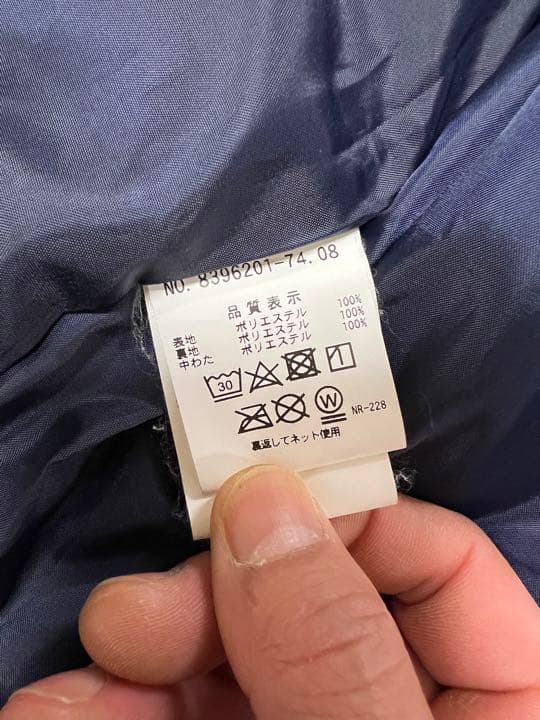 NO. 8396201-74.08
品質表示
表地 ポリエステル 100%
裏地 ポリエステル 100%
中わた ポリエステル 100%
30
W
NR-228
裏返してネット使用